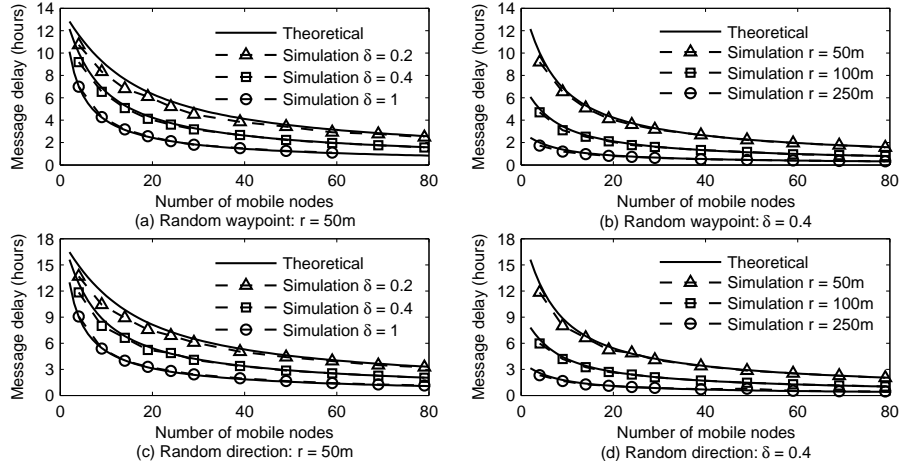 Message delay (hours)
14
12
10
8
6
4
2
0
0 20 40 60 80
Theoretical
Simulation δ = 0.2
Simulation δ = 0.4
Simulation δ = 1
Number of mobile nodes
(a) Random waypoint: r = 50m
Message delay (hours)
14
12
10
8
6
4
2
0
0 20 40 60 80
Theoretical
Simulation r = 50m
Simulation r = 100m
Simulation r = 250m
Number of mobile nodes
(b) Random waypoint: δ = 0.4
Message delay (hours)
18
15
12
9
6
3
0
0 20 40 60 80
Theoretical
Simulation δ = 0.2
Simulation δ = 0.4
Simulation δ = 1
Number of mobile nodes
(c) Random direction: r = 50m
Message delay (hours)
18
15
12
9
6
3
0
0 20 40 60 80
Theoretical
Simulation r = 50m
Simulation r = 100m
Simulation r = 250m
Number of mobile nodes
(d) Random direction: δ = 0.4